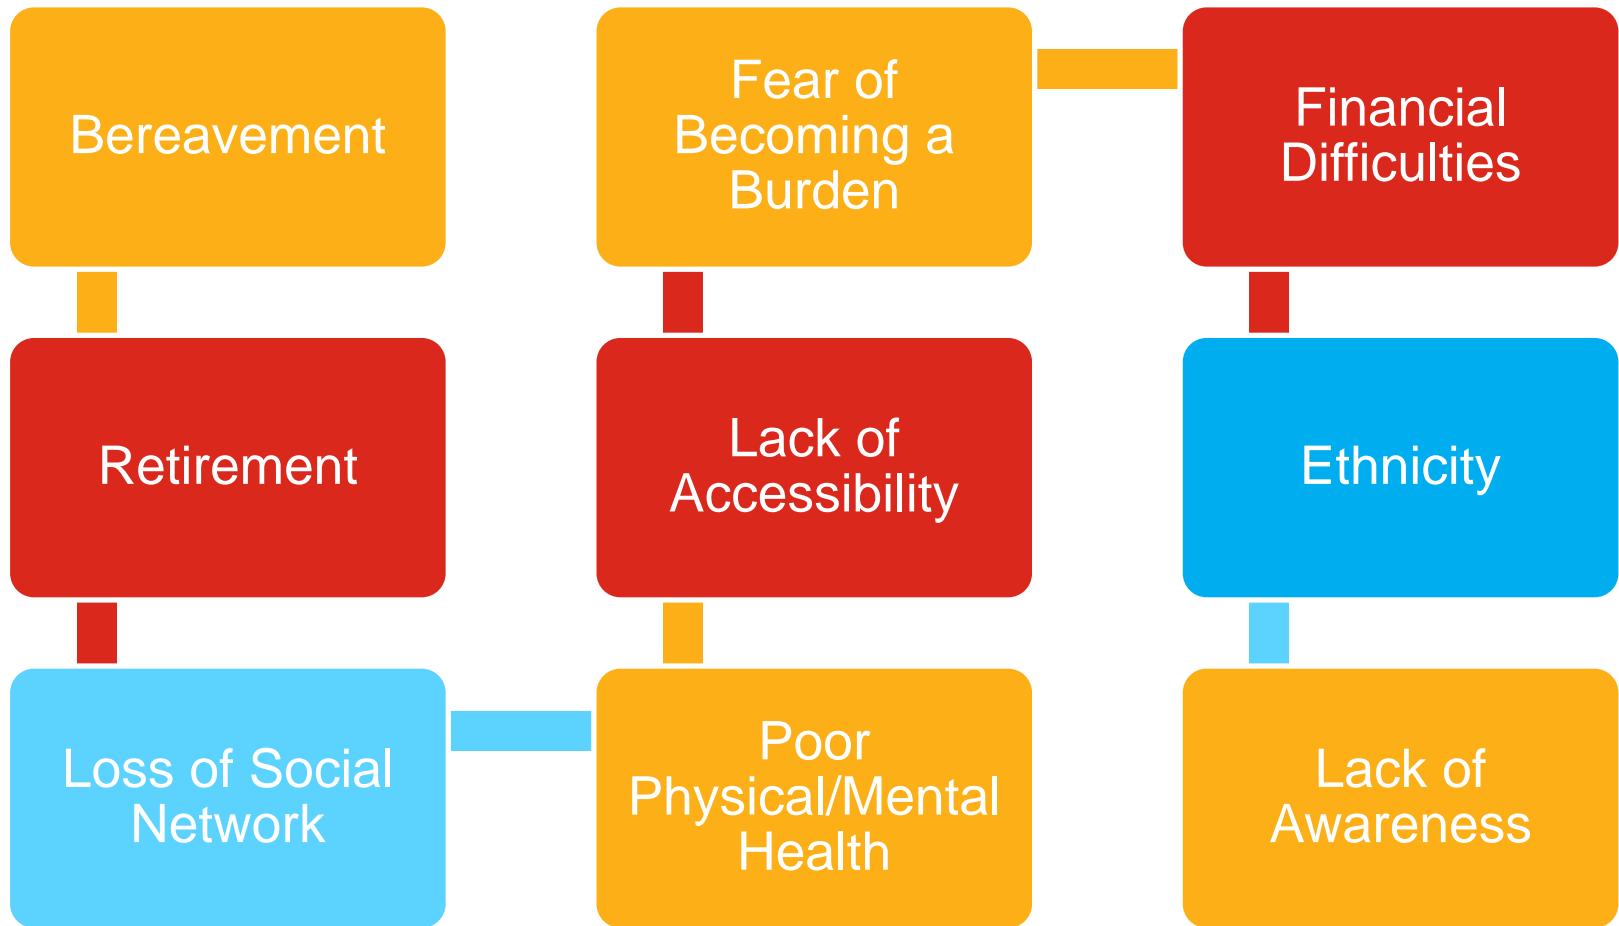 Bereavement
Retirement
Loss of Social
Network
Poor
Physical/Mental
Health
Lack of
Accessibility
Fear of
Becoming a
Burden
Financial
Difficulties
Ethnicity
Lack of
Awareness